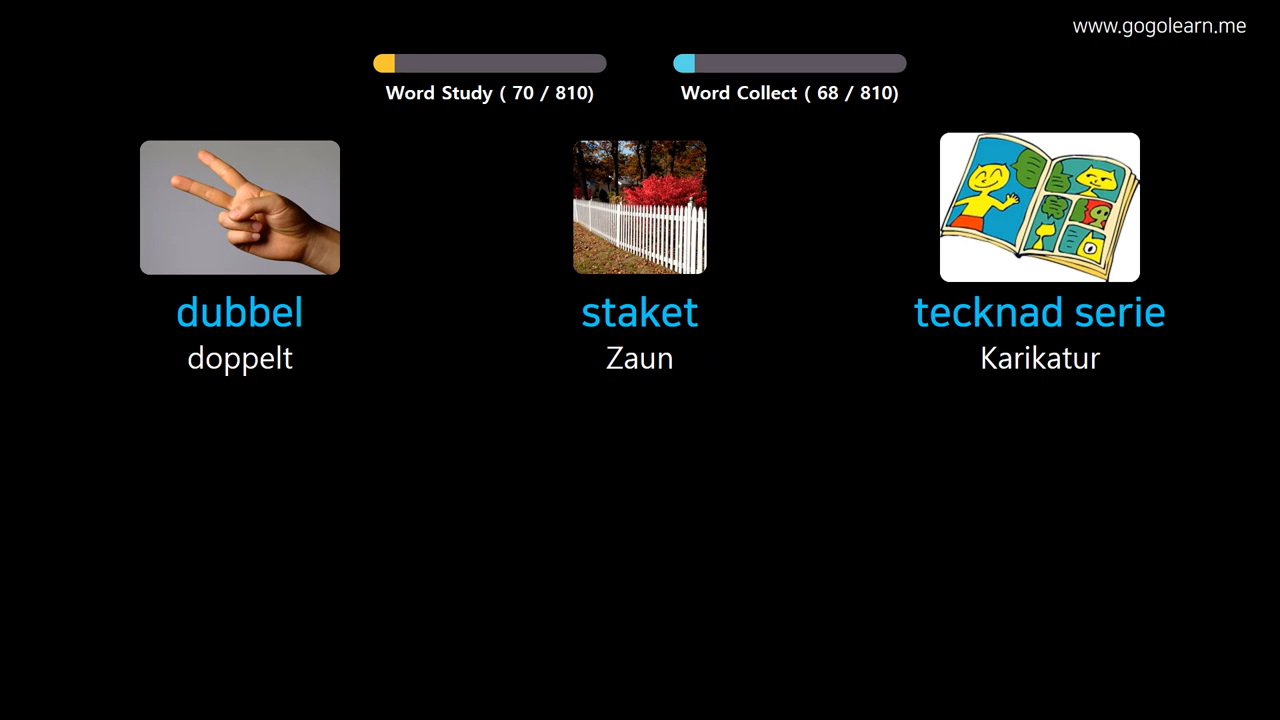 www.gogolearn.me
Word Study ( 70 / 810)
Word Collect ( 68 / 810)
dubbel
staket
tecknad serie
doppelt
Zaun
Karikatur